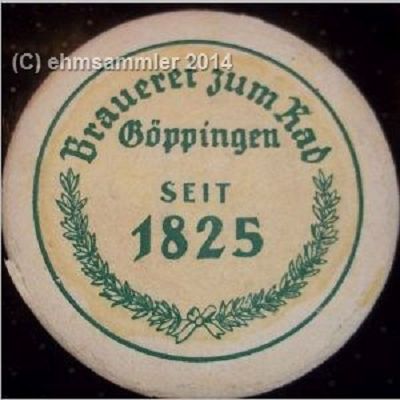 (C) ehmsammler 2014
Brauerei zum Rad
Göppingen
SEIT
1825